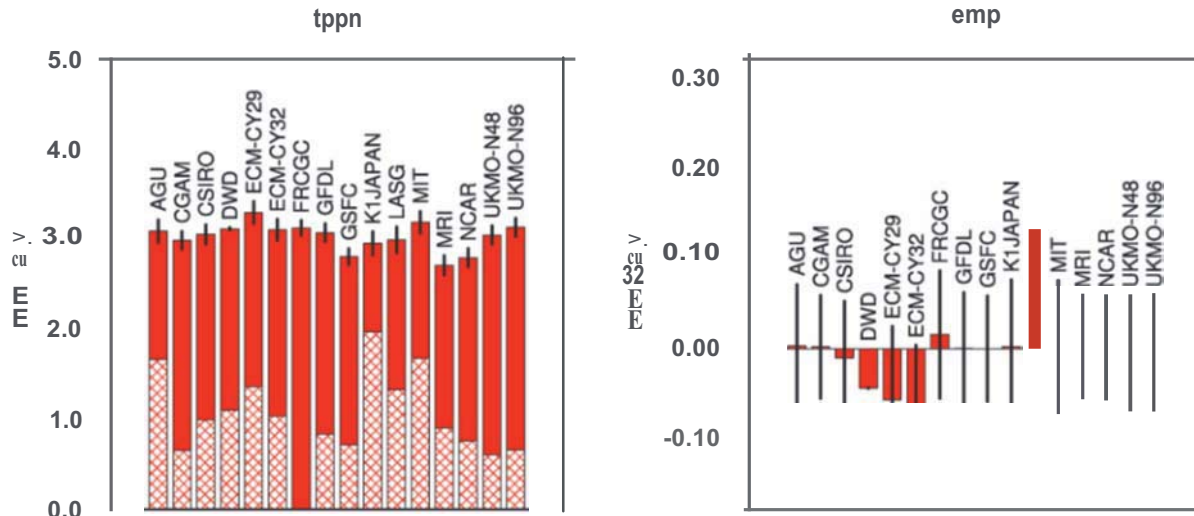 tppn
5.0
4.0
3.0
2.0
1.0
0.0
>.
cu
E
E
AGU
CGAM
CSIRO
DWD
ECM-CY29
ECM-CY32
FRCGC
GFDL
GSFC
K1JAPAN
LASG
MIT
MRI
NCAR
UKMO-N48
UKMO-N96
emp
0.30
0.20
0.10
0.00
-0.10
>.
cu
32
E
E
AGU
CGAM
CSIRO
DWD
ECM-CY29
ECM-CY32
FRCGC
GFDL
GSFC
K1JAPAN
MIT
MRI
NCAR
UKMO-N48
UKMO-N96